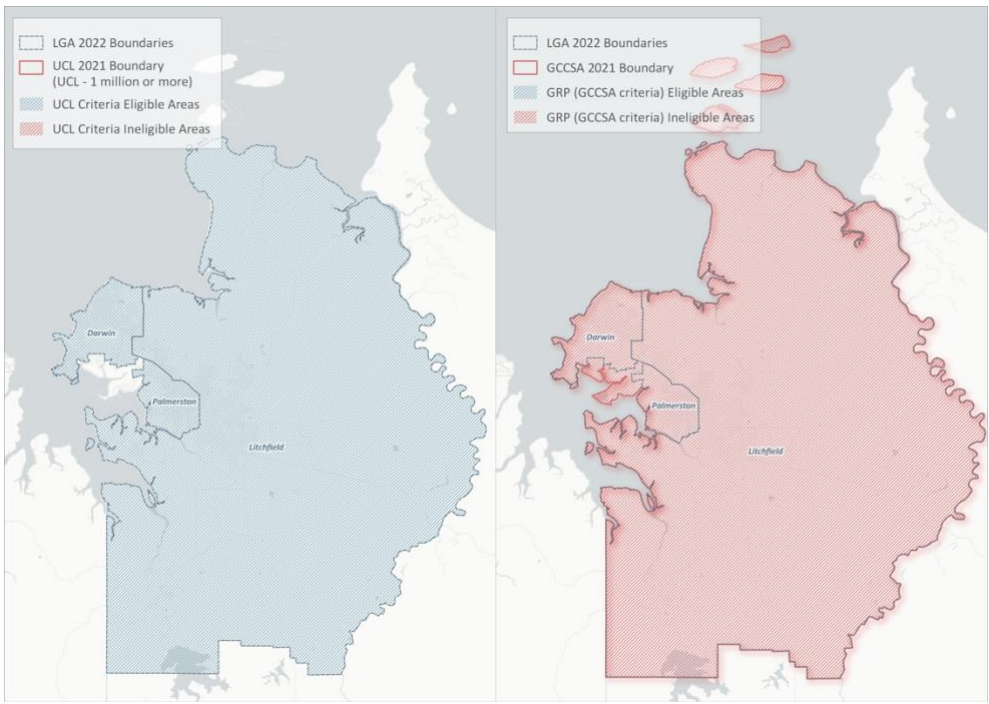 LGA 2022 Boundaries
UCL 2021 Boundary
(UCL - 1 million or more)
UCL Criteria Eligible Areas
UCL Criteria Ineligible Areas
Darwin
Palmerston
Litchfield
LGA 2022 Boundaries
GCCSA 2021 Boundary
GRP (GCCSA criteria) Eligible Areas
GRP (GCCSA criteria) Ineligible Areas
Darwin
Palmerston
Litchfield